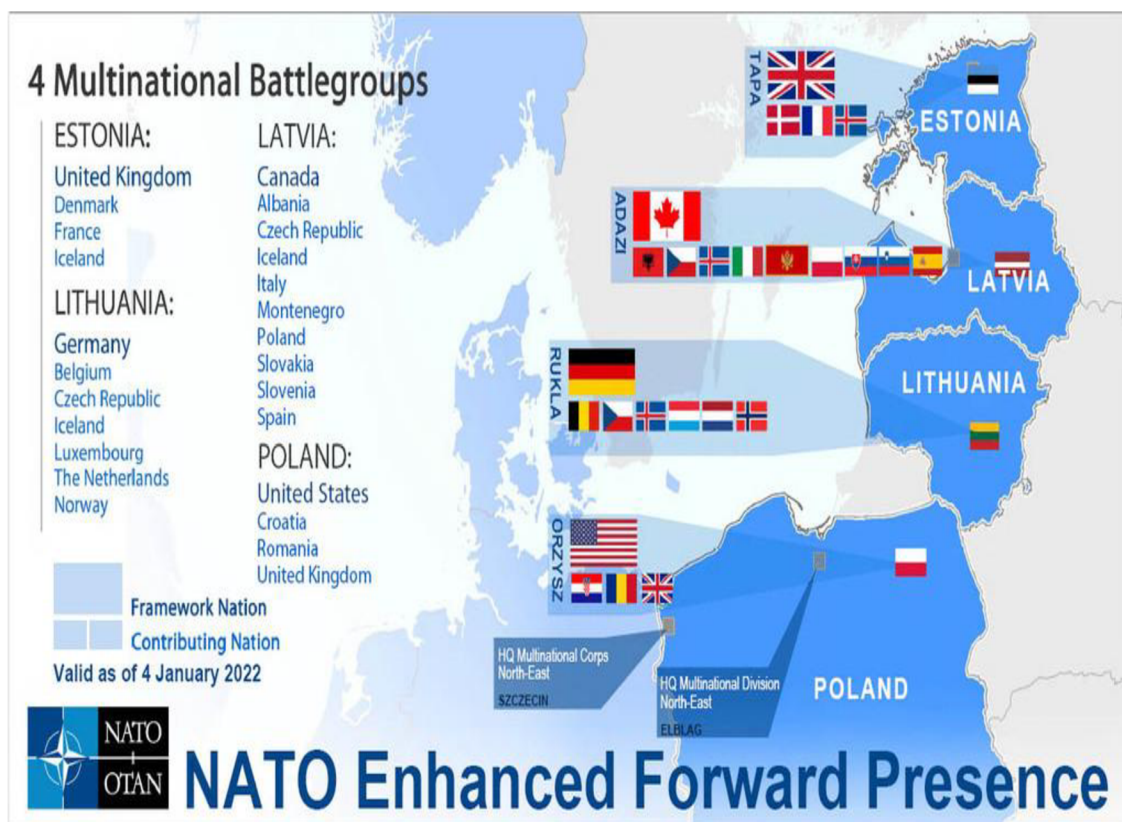 4 Multinational Battlegroups
ESTONIA:
United Kingdom
Denmark
France
Iceland
LITHUANIA:
Germany
Belgium
Czech Republic
Iceland
Luxembourg
The Netherlands
Norway
LATVIA:
Canada
Albania
Czech Republic
Iceland
Italy
Montenegro
Poland
Slovakia
Slovenia
Spain
POLAND:
United States
Croatia
Romania
United Kingdom
Framework Nation
Contributing Nation
Valid as of 4 January 2022
TAPA
ESTONIA
ADAZI
LATVIA
RUKLA
LITHUANIA
ORZYSZ
HQ Multinational Corps
North-East
SZCZECIN
HQ Multinational Division
North-East
ELBLAG
POLAND
NATO
OTAN
NATO Enhanced Forward Presence